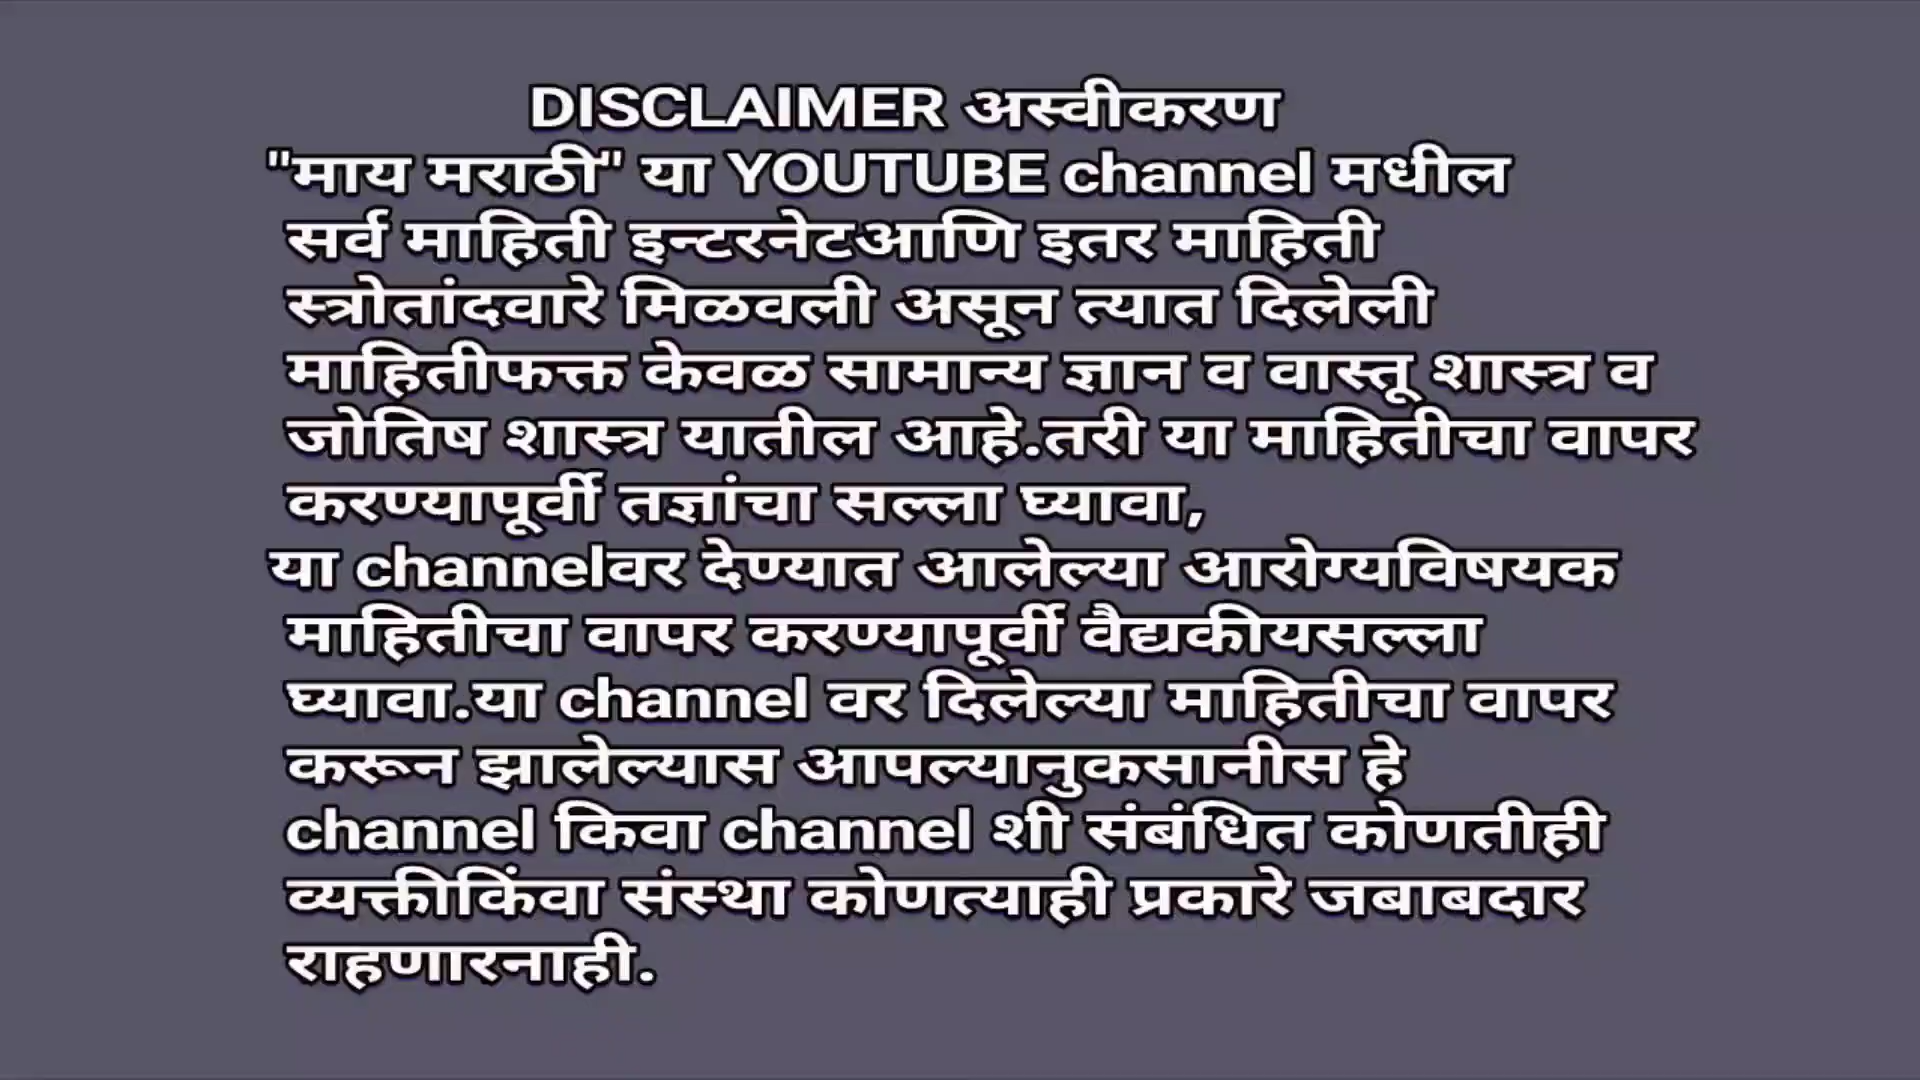 DISCLAIMER अस्वीकरण
"माय मराठी" या YOUTUBE channel मधील
सर्व माहिती इन्टरनेटआणि इतर माहिती
स्त्रोतांदवारे मिळवली असून त्यात दिलेली
माहितीफक्त केवळ सामान्य ज्ञान व वास्तू शास्त्र व
जोतिष शास्त्र यातील आहे.तरी या माहितीचा वापर
करण्यापूर्वी तज्ञांचा सल्ला घ्यावा,
या channelवर देण्यात आलेल्या आरोग्यविषयक
माहितीचा वापर करण्यापूर्वी वैद्यकीयसल्ला
घ्यावा.या channel वर दिलेल्या माहितीचा वापर
करून झालेल्यास आपल्यानुकसानीस हे
channel किवा channel शी संबंधित कोणतीही
व्यक्तीकिंवा संस्था कोणत्याही प्रकारे जबाबदार
राहणारनाही.